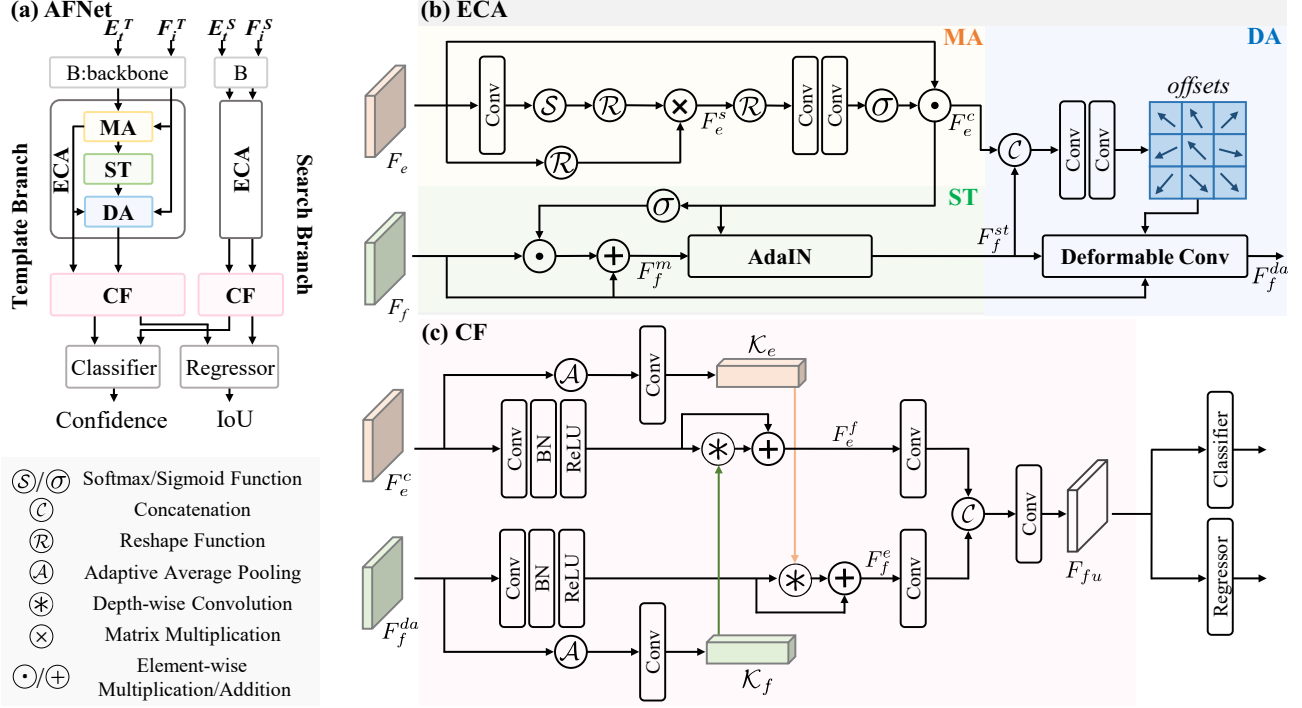 (a) AFNet
E_t^T F_i^T E_t^S F_i^S
B:backbone
B
MA
ST
DA
ECA
ECA
Template Branch
Search Branch
CF
CF
Classifier
Regressor
Confidence
IoU
S/σ Softmax/Sigmoid Function
C Concatenation
R Reshape Function
A Adaptive Average Pooling
∗ Depth-wise Convolution
× Matrix Multiplication
·/+ Element-wise
Multiplication/Addition
(b) ECA
MA
DA
F_e
Conv
S
R
×
F_e^s
R
Conv
Conv
σ
·
F_e^c
R
C
Conv
Conv
offsets
ST
σ
F_f
·
+
F_f^m
AdaIN
F_f^{st}
Deformable Conv
F_f^{da}
(c) CF
A
Conv
K_e
F_e^c
Conv
BN
ReLU
∗
+
F_e^f
Conv
F_f^{da}
Conv
BN
ReLU
∗
+
F_f^e
Conv
A
Conv
K_f
C
Conv
F_{fu}
Classifier
Regressor